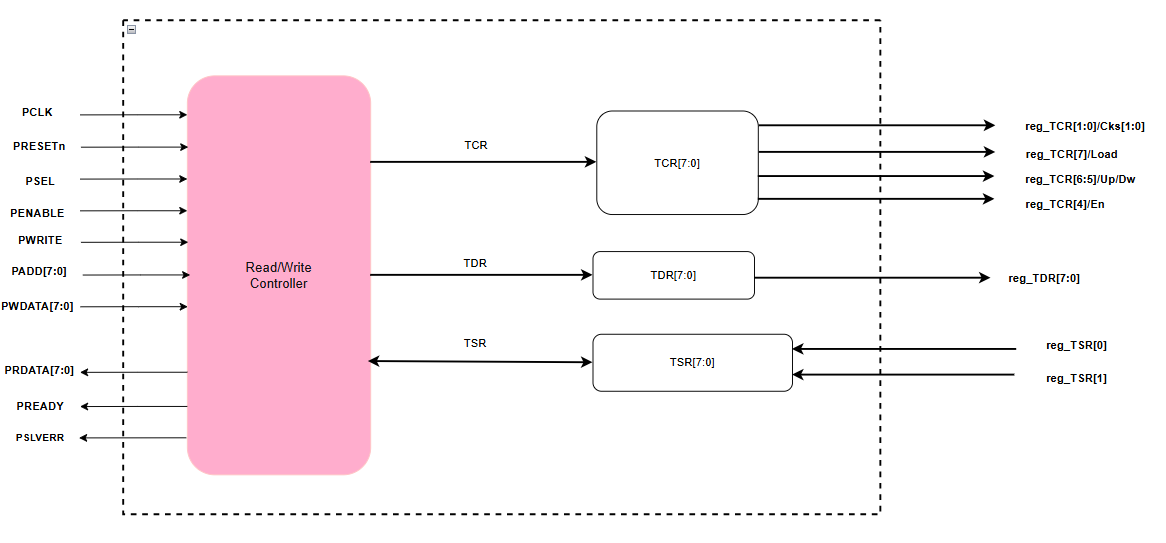 PCLK
PRESETn
PSEL
PENABLE
PWRITE
PADD[7:0]
PWDATA[7:0]
PRDATA[7:0]
PREADY
PSLVERR
Read/Write
Controller
TCR
TDR
TSR
TCR[7:0]
TDR[7:0]
TSR[7:0]
reg_TCR[1:0]/Cks[1:0]
reg_TCR[7]/Load
reg_TCR[6:5]/Up/Dw
reg_TCR[4]/En
reg_TDR[7:0]
reg_TSR[0]
reg_TSR[1]